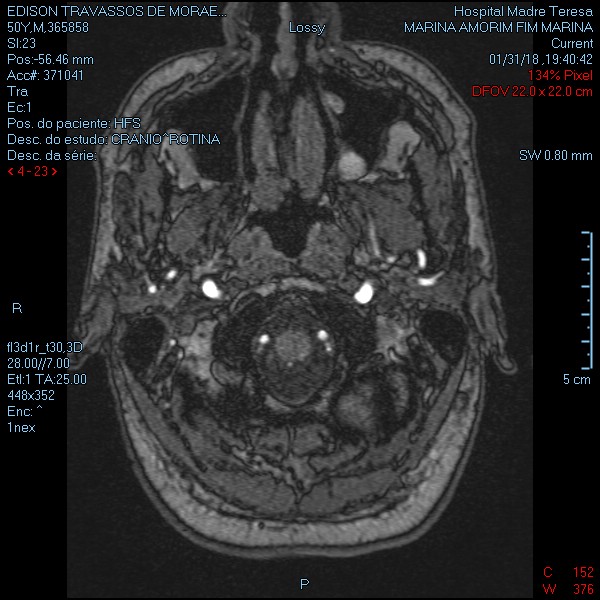 EDISON TRAVASSOS DE MORAE...
50Y,M,365858
Sl:23
Pos:-56.46 mm
Acc#: 371041
Tra
Ec:1
Pos. do paciente: HFS
Desc. do estudo: CRANIO^ROTINA
Desc. da série:
< 4 - 23 >
Lossy
Hospital Madre Teresa
MARINA AMORIM FIM MARINA
Current
01/31/18 ,19:40:42
134% Pixel
DFOV 22.0 x 22.0 cm
SW 0.80 mm
R
fl3d1r_t30,3D
28.00//7.00
Etl:1 TA:25.00
448x352
Enc: ^
1nex
5 cm
P
C 152
W 376